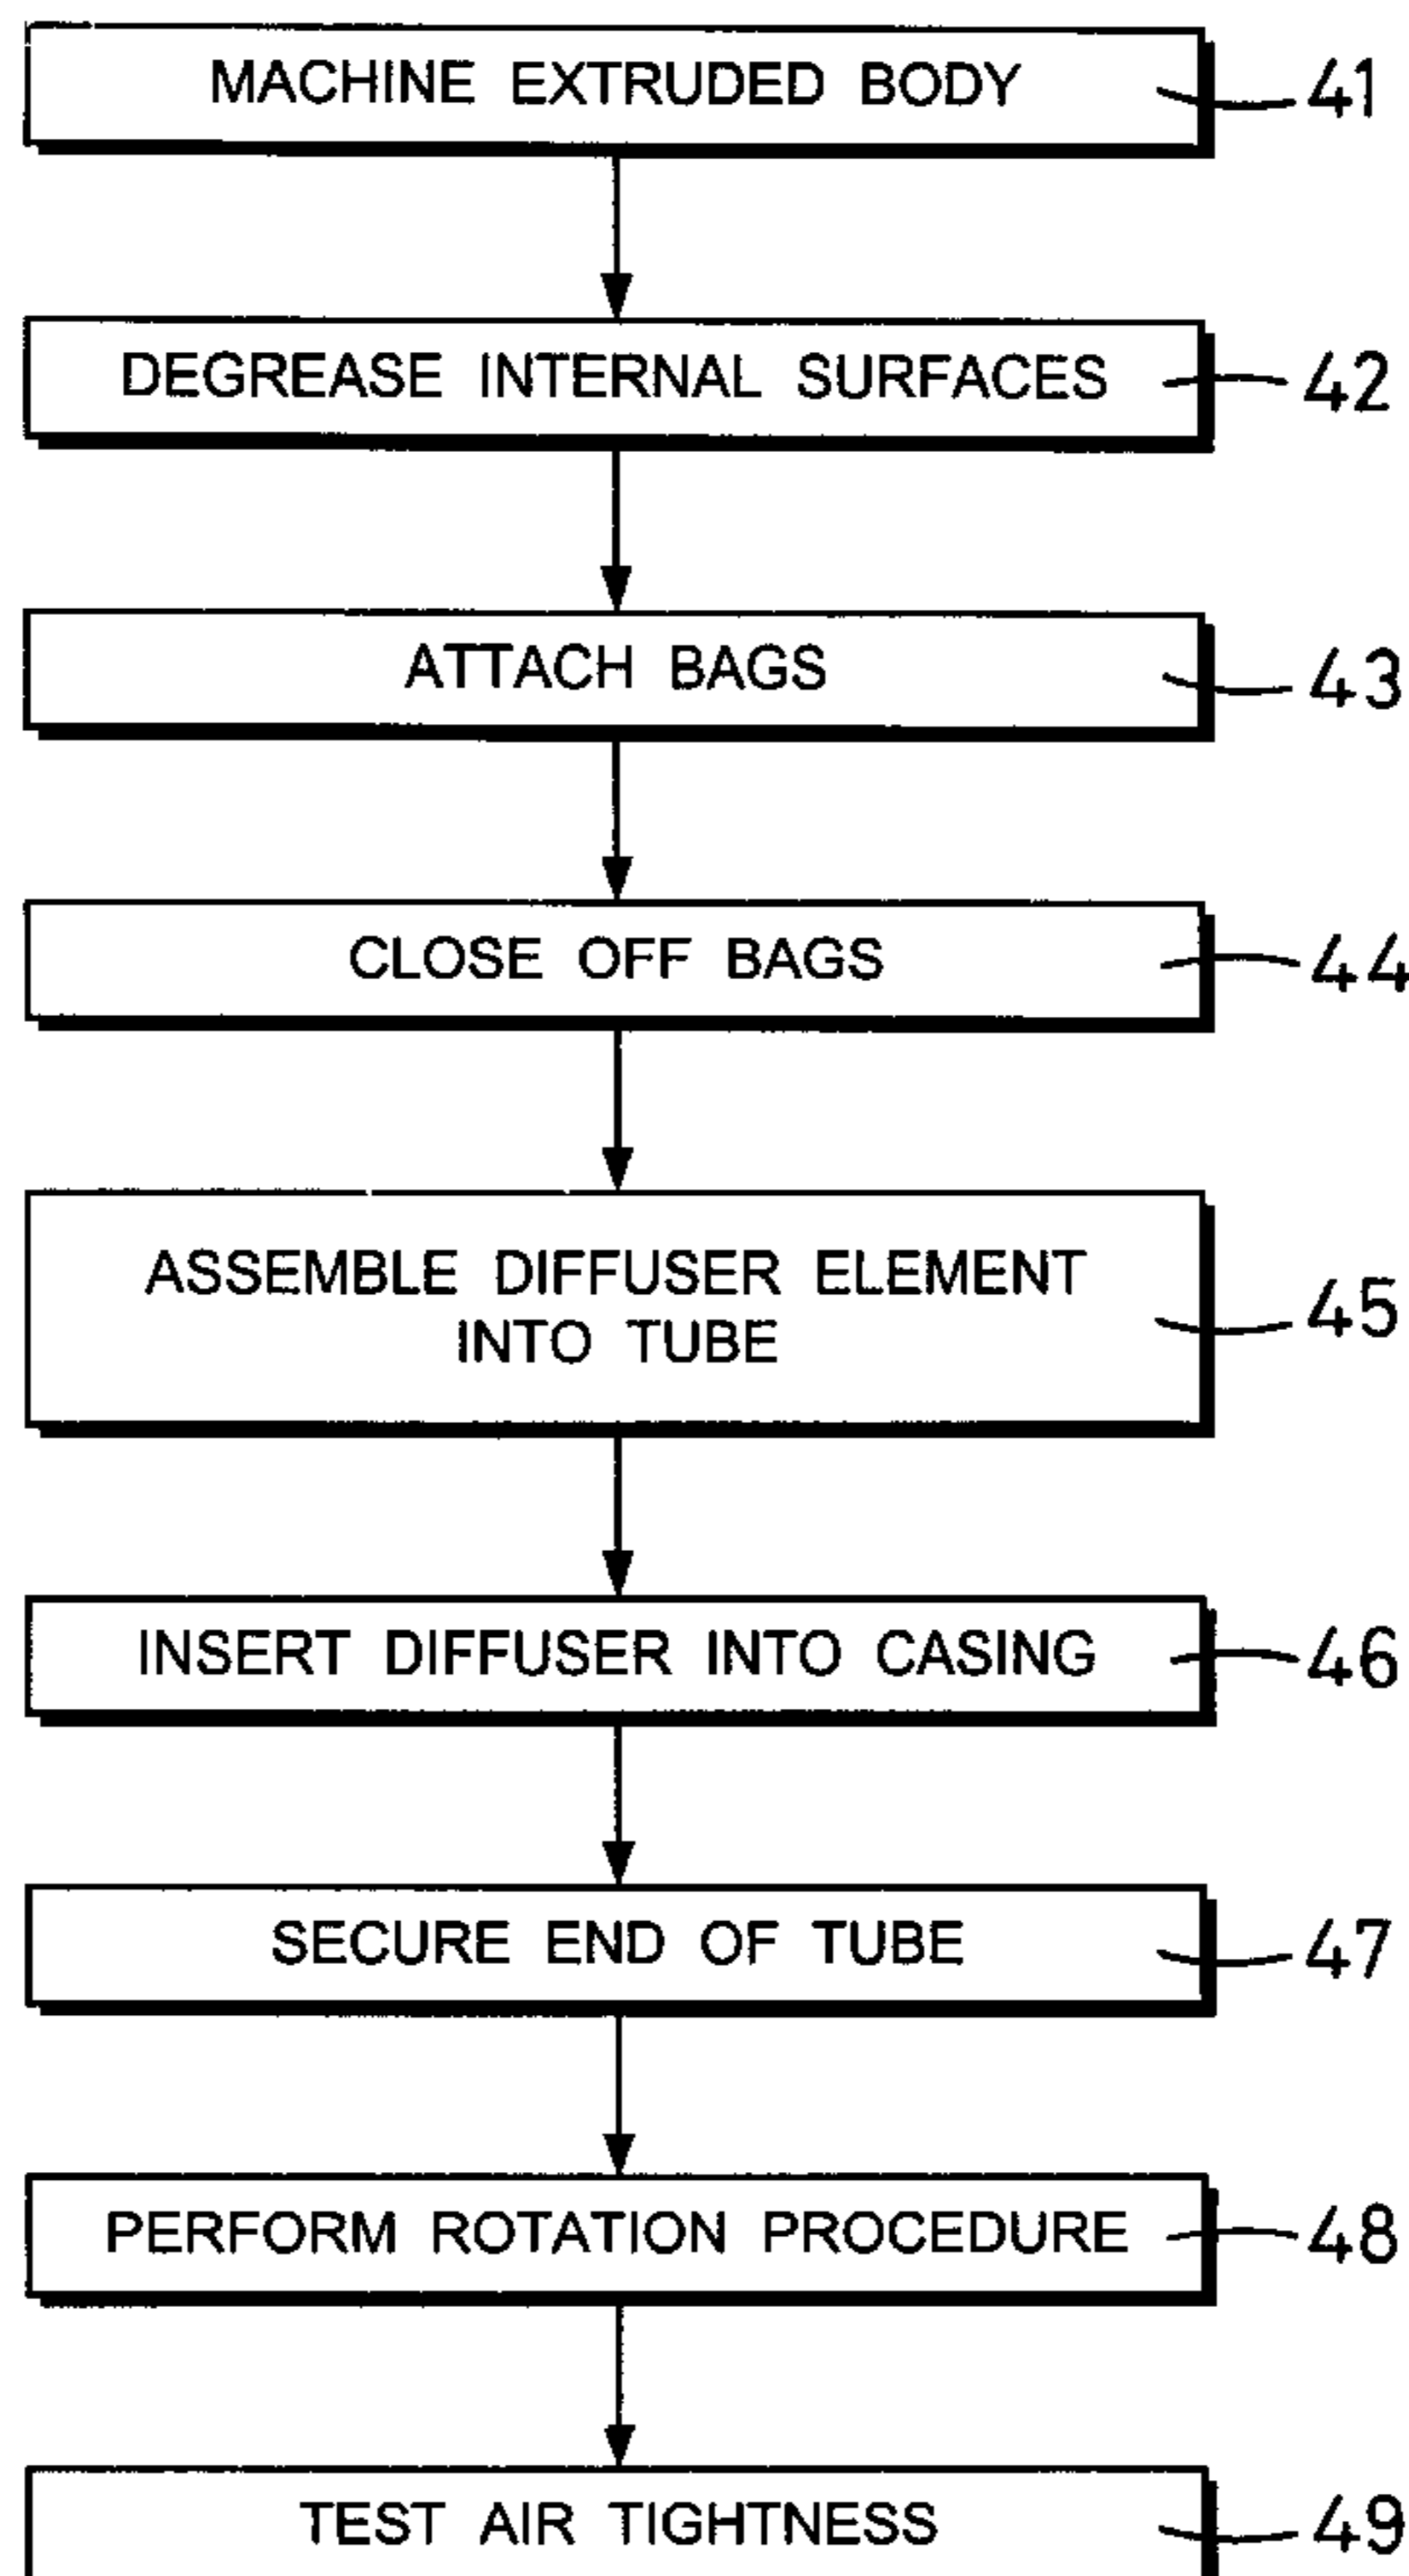 MACHINE EXTRUDED BODY 41
DEGREASE INTERNAL SURFACES 42
ATTACH BAGS 43
CLOSE OFF BAGS 44
ASSEMBLE DIFFUSER ELEMENT
INTO TUBE 45
INSERT DIFFUSER INTO CASING 46
SECURE END OF TUBE 47
PERFORM ROTATION PROCEDURE 48
TEST AIR TIGHTNESS 49